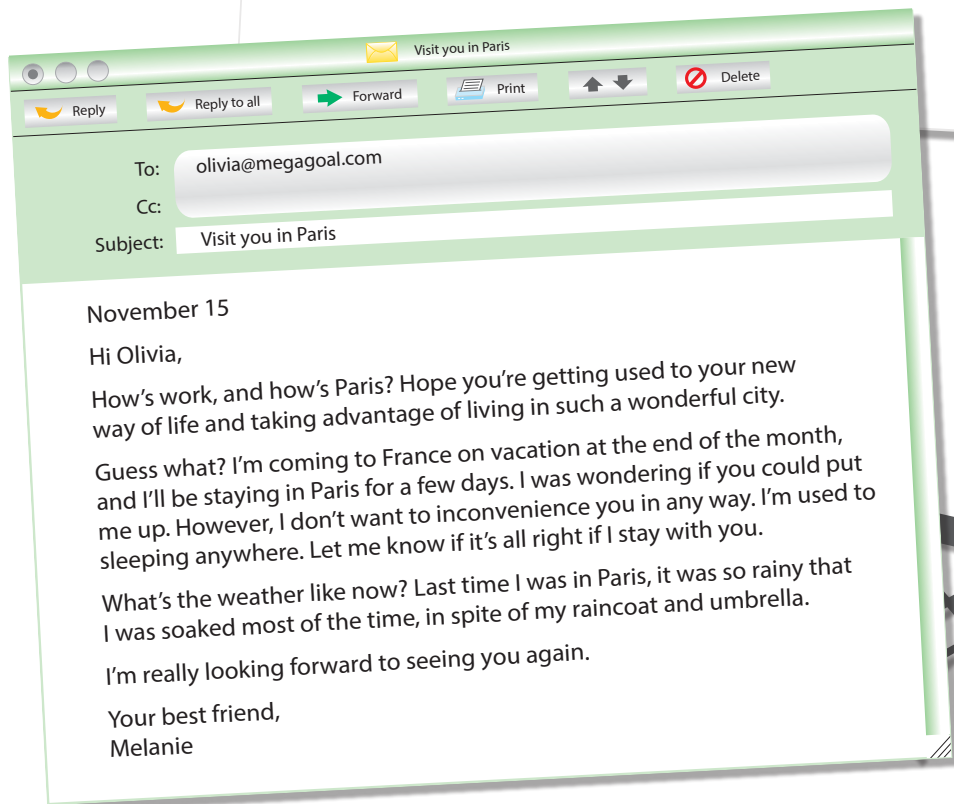 Visit you in Paris
Reply
Reply to all
Forward
Print
Delete
To: olivia@megagoal.com
Cc:
Subject: Visit you in Paris
November 15
Hi Olivia,
How's work, and how's Paris? Hope you're getting used to your new
way of life and taking advantage of living in such a wonderful city.
Guess what? I'm coming to France on vacation at the end of the month,
and I'll be staying in Paris for a few days. I was wondering if you could put
me up. However, I don't want to inconvenience you in any way. I'm used to
sleeping anywhere. Let me know if it's all right if I stay with you.
What's the weather like now? Last time I was in Paris, it was so rainy that
I was soaked most of the time, in spite of my raincoat and umbrella.
I'm really looking forward to seeing you again.
Your best friend,
Melanie